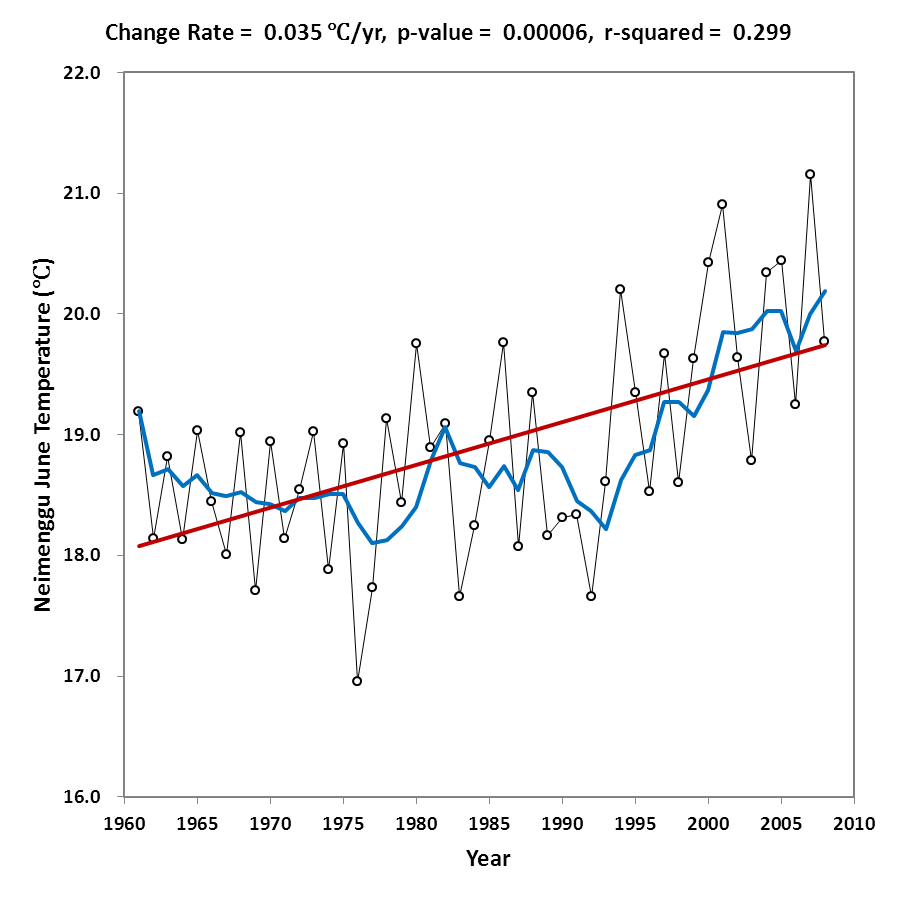 Change Rate = 0.035 ℃/yr, p-value = 0.00006, r-squared = 0.299
22.0
21.0
20.0
19.0
18.0
17.0
16.0
Neimenggu June Temperature (℃)
1960 1965 1970 1975 1980 1985 1990 1995 2000 2005 2010
Year